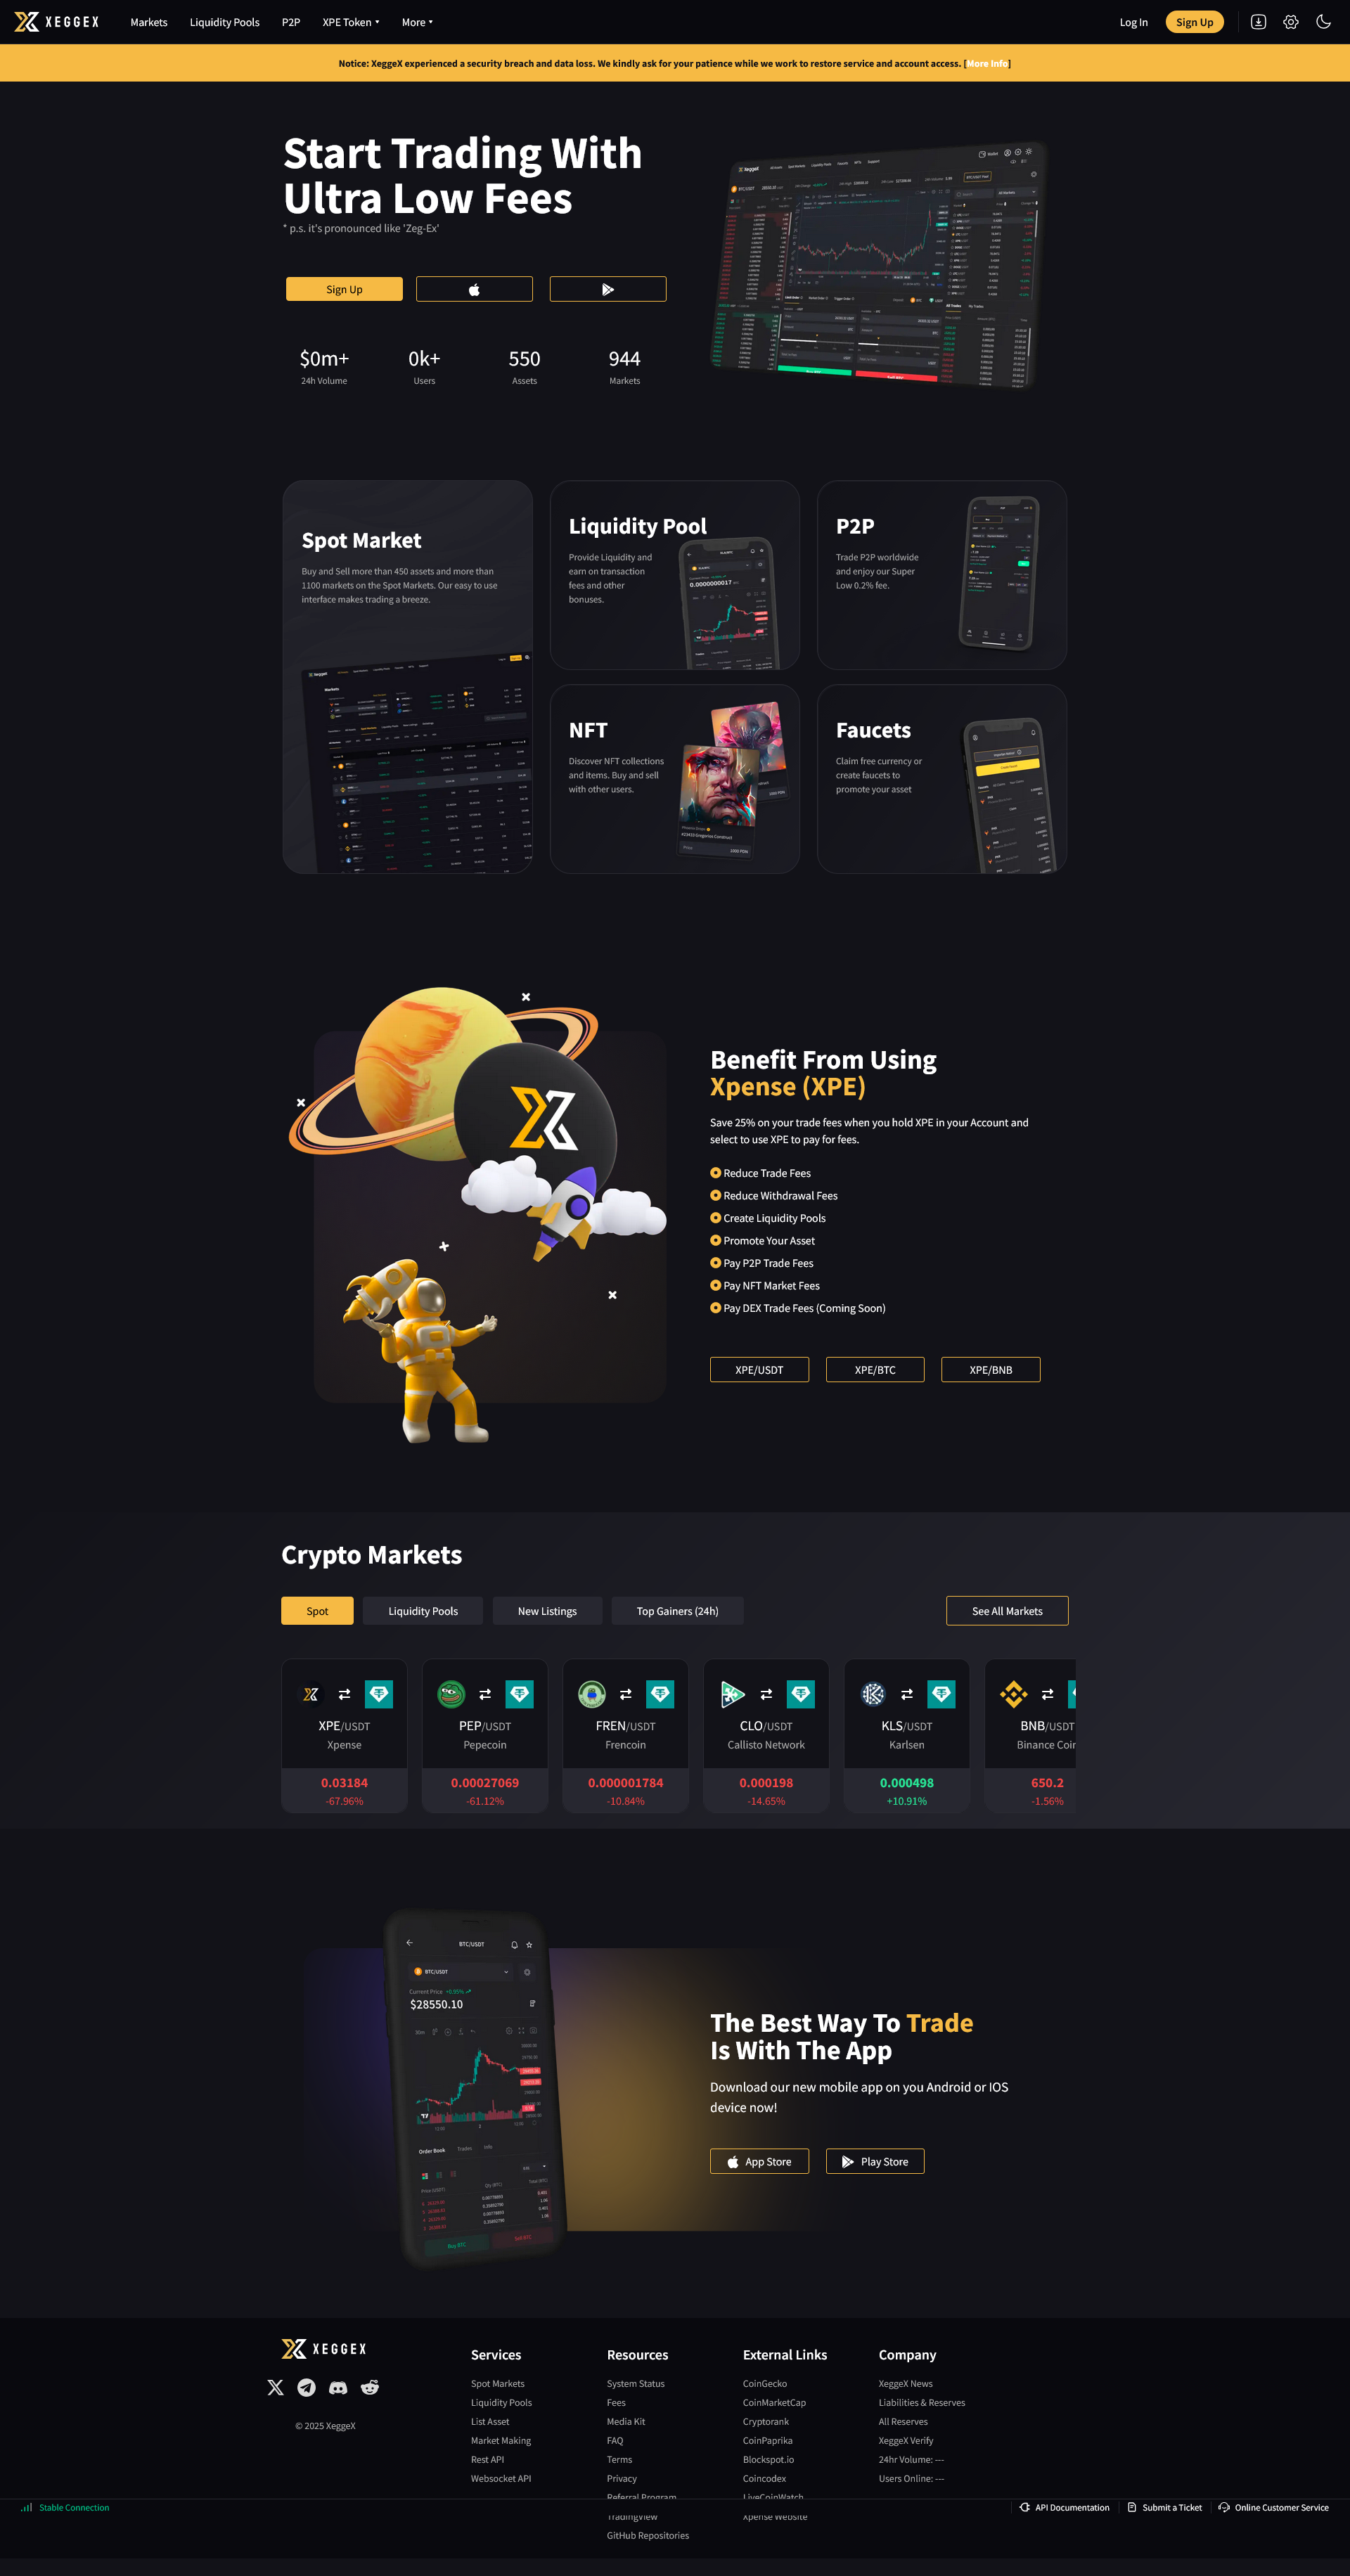 XEGGEX
Markets
Liquidity Pools
P2P
XPE Token
More
Log In
Sign Up
Notice: XeggeX experienced a security breach and data loss. We kindly ask for your patience while we work to restore service and account access. [More Info]
Start Trading With
Ultra Low Fees
* p.s. it's pronounced like 'Zeg-Ex'
Sign Up
$0m+
24h Volume
0k+
Users
550
Assets
944
Markets
Spot Market
Buy and Sell more than 450 assets and more than
1100 markets on the Spot Markets. Our easy to use
interface makes trading a breeze.
Markets
Liquidity Pool
Provide Liquidity and
earn on transaction
fees and other
bonuses.
0.0000000017
P2P
Trade P2P worldwide
and enjoy our Super
Low 0.2% fee.
NFT
Discover NFT collections
and items. Buy and sell
with other users.
Faucets
Claim free currency or
create faucets to
promote your asset
Benefit From Using
Xpense (XPE)
Save 25% on your trade fees when you hold XPE in your Account and
select to use XPE to pay for fees.
Reduce Trade Fees
Reduce Withdrawal Fees
Create Liquidity Pools
Promote Your Asset
Pay P2P Trade Fees
Pay NFT Market Fees
Pay DEX Trade Fees (Coming Soon)
XPE/USDT
XPE/BTC
XPE/BNB
Crypto Markets
Spot
Liquidity Pools
New Listings
Top Gainers (24h)
See All Markets
XPE/USDT
Xpense
0.03184
-67.96%
PEP/USDT
Pepecoin
0.00027069
-61.12%
FREN/USDT
Frencoin
0.000001784
-10.84%
CLO/USDT
Callisto Network
0.000198
-14.65%
KLS/USDT
Karlsen
0.000498
+10.91%
BNB/USDT
Binance Coin
650.2
-1.56%
BTC/USDT
BTC/USDT
Current Price +0.95%
$28550.10
Order Book
Trades
Info
Price (USDT)
Buy BTC
Sell BTC
The Best Way To Trade
Is With The App
Download our new mobile app on you Android or IOS
device now!
App Store
Play Store
XEGGEX
© 2025 XeggeX
Services
Spot Markets
Liquidity Pools
List Asset
Market Making
Rest API
Websocket API
Resources
System Status
Fees
Media Kit
FAQ
Terms
Privacy
Referral Program
TradingView
GitHub Repositories
External Links
CoinGecko
CoinMarketCap
Cryptorank
CoinPaprika
Blockspot.io
Coincodex
LiveCoinWatch
Xpense Website
Company
XeggeX News
Liabilities & Reserves
All Reserves
XeggeX Verify
24hr Volume: ---
Users Online: ---
Stable Connection
API Documentation
Submit a Ticket
Online Customer Service